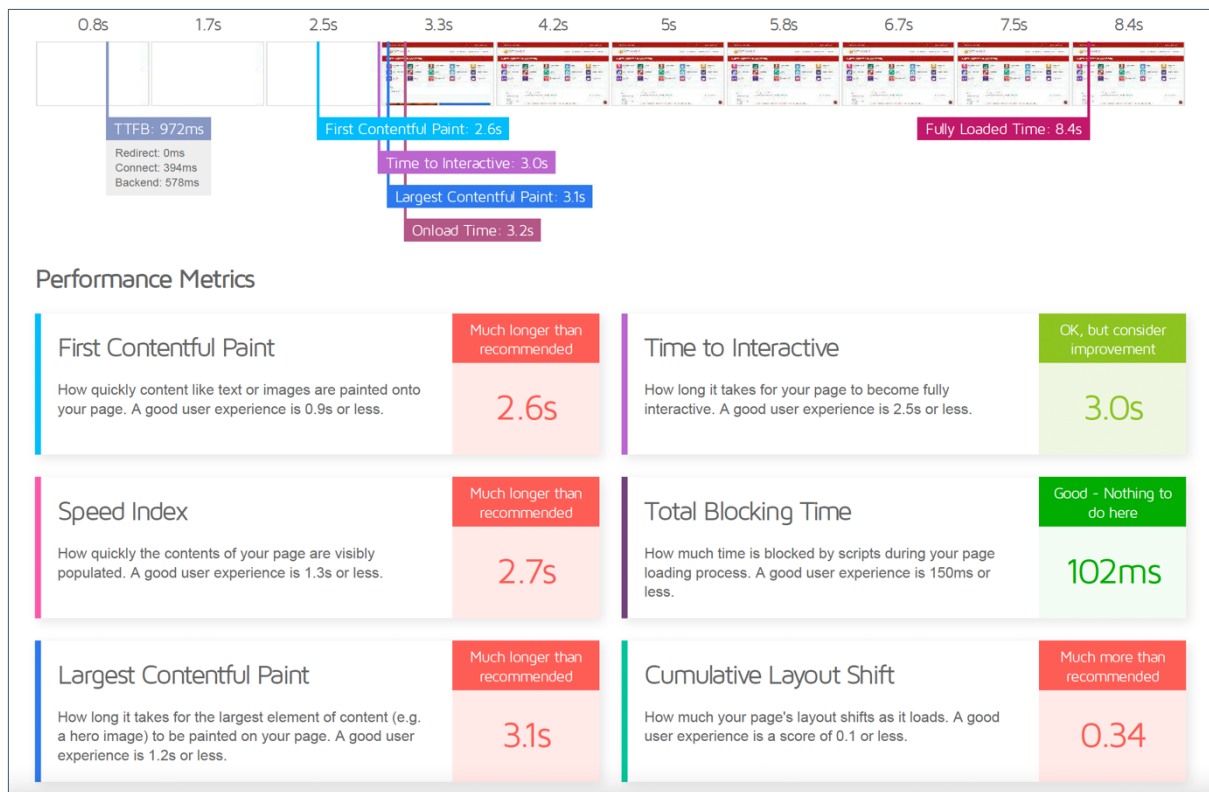 0.8s 1.7s 2.5s 3.3s 4.2s 5s 5.8s 6.7s 7.5s 8.4s
TTFB: 972ms
Redirect: 0ms
Connect: 394ms
Backend: 578ms
First Contentful Paint: 2.6s
Fully Loaded Time: 8.4s
Time to Interactive: 3.0s
Largest Contentful Paint: 3.1s
Onload Time: 3.2s
Performance Metrics
First Contentful Paint
How quickly content like text or images are painted onto
your page. A good user experience is 0.9s or less.
Much longer than
recommended
2.6s
Time to Interactive
How long it takes for your page to become fully
interactive. A good user experience is 2.5s or less.
OK, but consider
improvement
3.0s
Speed Index
How quickly the contents of your page are visibly
populated. A good user experience is 1.3s or less.
Much longer than
recommended
2.7s
Total Blocking Time
How much time is blocked by scripts during your page
loading process. A good user experience is 150ms or
less.
Good - Nothing to
do here
102ms
Largest Contentful Paint
How long it takes for the largest element of content (e.g.
a hero image) to be painted on your page. A good user
experience is 1.2s or less.
Much longer than
recommended
3.1s
Cumulative Layout Shift
How much your page's layout shifts as it loads. A good
user experience is a score of 0.1 or less.
Much more than
recommended
0.34